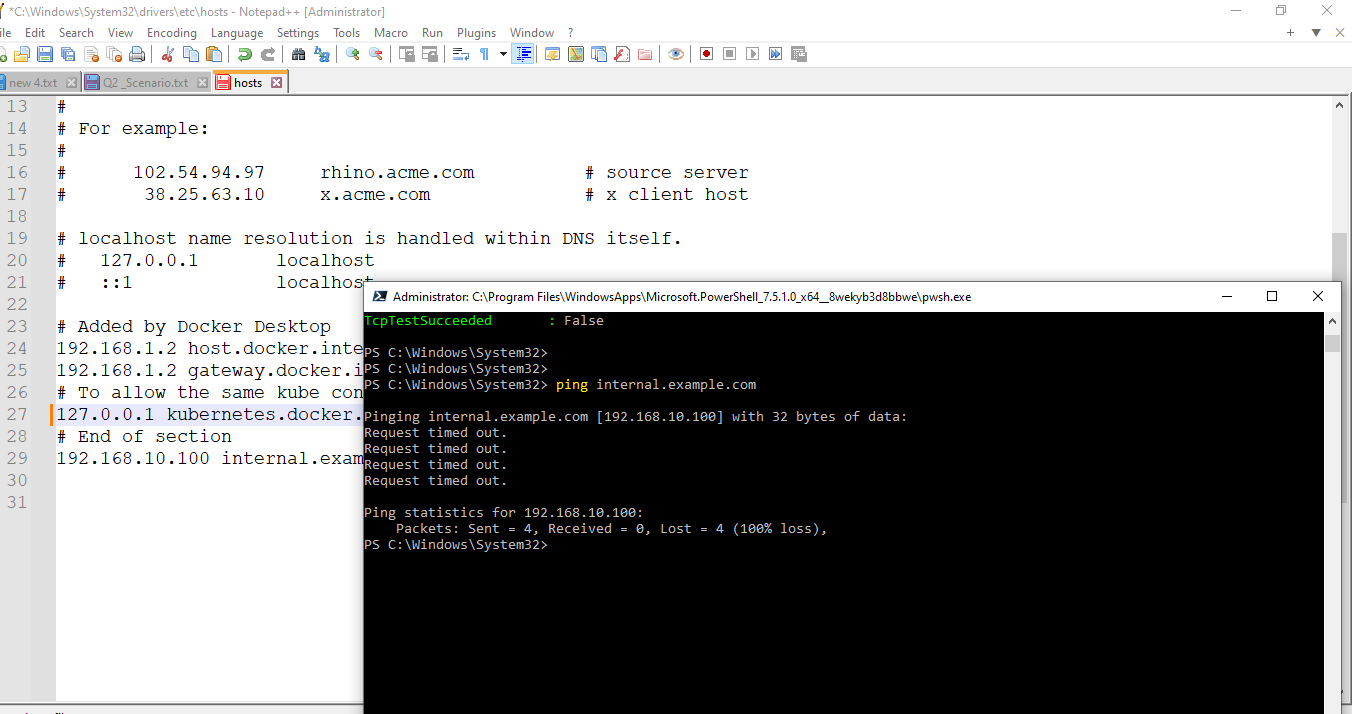 *C:\Windows\System32\drivers\etc\hosts - Notepad++ [Administrator]
Edit Search View Encoding Language Settings Tools Macro Run Plugins Window ?
new 4.txt Q2 _Scenario.txt hosts
13 #
14 # For example:
15 #
16 # 102.54.94.97 rhino.acme.com # source server
17 # 38.25.63.10 x.acme.com # x client host
18
19 # localhost name resolution is handled within DNS itself.
20 # 127.0.0.1 localhost
21 # ::1 localhost
22
23 # Added by Docker Desktop
24 192.168.1.2 host.docker.inte
25 192.168.1.2 gateway.docker.i
26 # To allow the same kube con
27 127.0.0.1 kubernetes.docker.
28 # End of section
29 192.168.10.100 internal.exam
30
31
Administrator: C:\Program Files\WindowsApps\Microsoft.PowerShell_7.5.1.0_x64__8wekyb3d8bbwe\pwsh.exe
TcpTestSucceeded : False
PS C:\Windows\System32>
PS C:\Windows\System32>
PS C:\Windows\System32> ping internal.example.com
Pinging internal.example.com [192.168.10.100] with 32 bytes of data:
Request timed out.
Request timed out.
Request timed out.
Request timed out.
Ping statistics for 192.168.10.100:
Packets: Sent = 4, Received = 0, Lost = 4 (100% loss),
PS C:\Windows\System32>